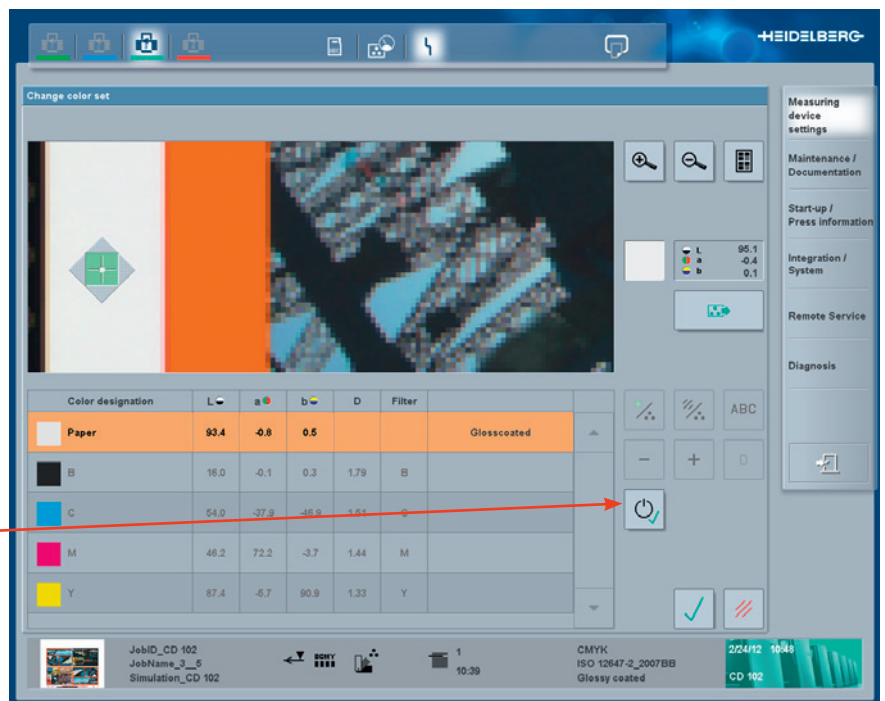 HEIDELBERG
Change color set
Measuring
device
settings
Maintenance /
Documentation
Start-up /
Press information
Integration /
System
Remote Service
Diagnosis
L 95.1
a -0.4
b 0.1
Color designation L a b D Filter
Paper 93.4 -0.8 0.5 Glosscoated
B 16.0 -0.1 0.3 1.79 B
C 54.0 -37.9 -46.9 1.51 C
M 46.2 72.2 -3.7 1.44 M
Y 87.4 -6.7 90.9 1.33 Y
ABC
D
JobID_CD 102
JobName_3__5
Simulation_CD 102
BCMY
1
10:39
CMYK
ISO 12647-2_2007BB
Glossy coated
2/24/12 10:48
CD 102